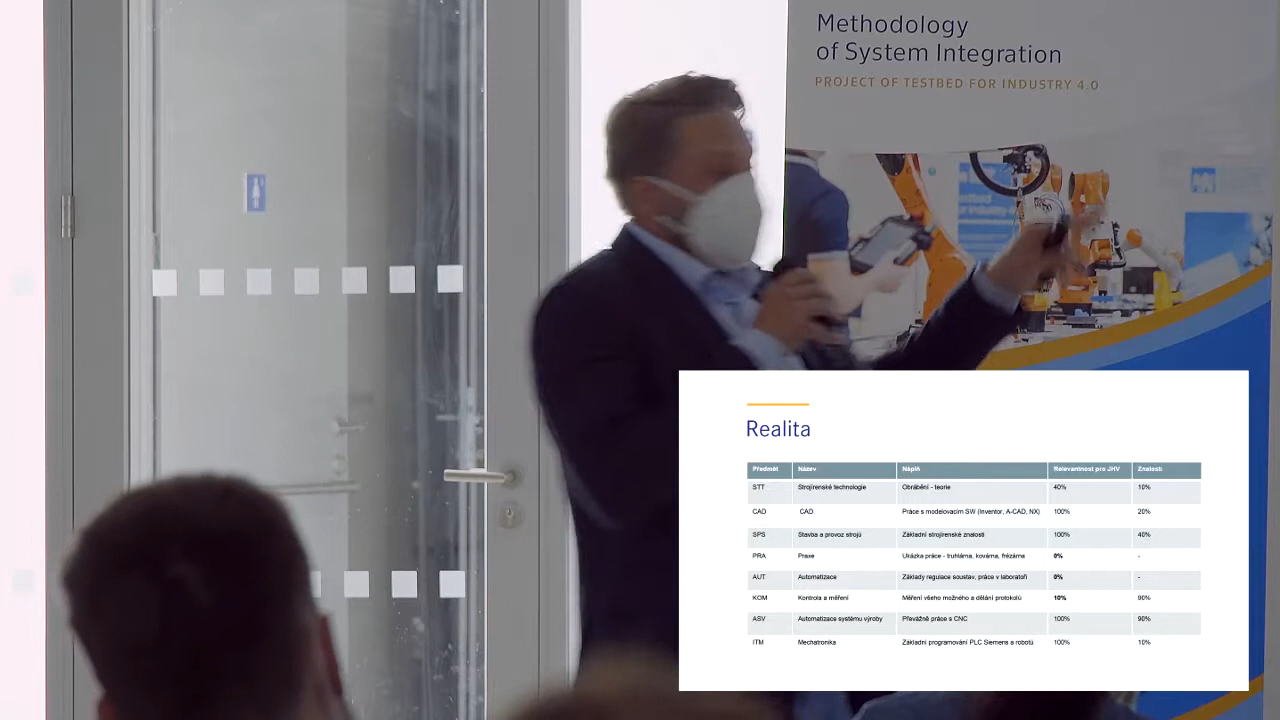 Methodology
of System Integration
PROJECT OF TESTBED FOR INDUSTRY 4.0
Realita
Předmět Název Náplň Relevantnost pro JHV Znalosti
STT Strojírenské technologie Obrábění - teorie 40% 10%
CAD CAD Práce s modelovacím SW (Inventor, A-CAD, NX) 100% 20%
SPS Stavba a provoz strojů Základní strojírenské znalosti 100% 40%
PRA Praxe Ukázka práce - truhlárna, kovárna, frézárna 0% -
AUT Automatizace Základy regulace soustav, práce v laboratoři 0% -
KOM Kontrola a měření Měření všeho možného a dělání protokolů 10% 90%
ASV Automatizace systému výroby Převážně práce s CNC 100% 90%
ITM Mechatronika Základní programování PLC Siemens a robotů 100% 10%